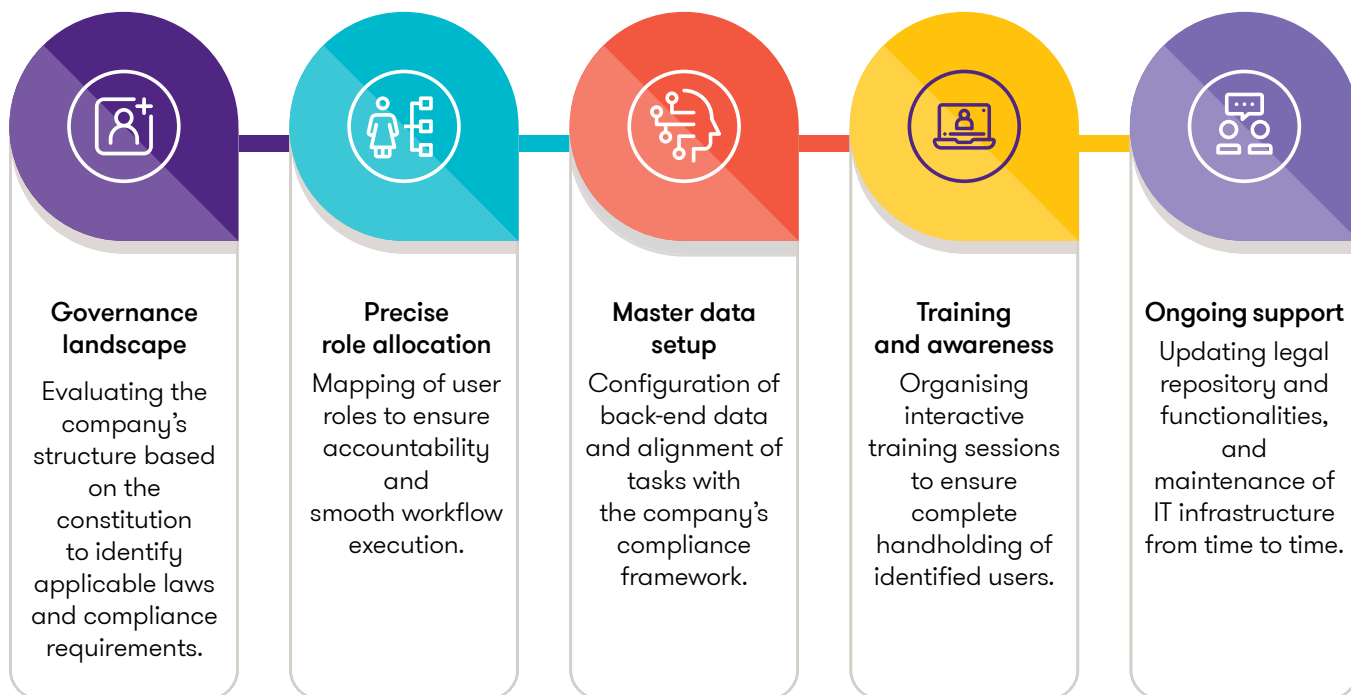 Governance
landscape
Evaluating the
company's
structure based
on the
constitution
to identify
applicable laws
and compliance
requirements.
Precise
role allocation
Mapping of user
roles to ensure
accountability
and
smooth workflow
execution.
Master data
setup
Configuration of
back-end data
and alignment of
tasks with
the company's
compliance
framework.
Training
and awareness
Organising
interactive
training sessions
to ensure
complete
handholding of
identified users.
Ongoing support
Updating legal
repository and
functionalities,
and
maintenance of
IT infrastructure
from time to time.